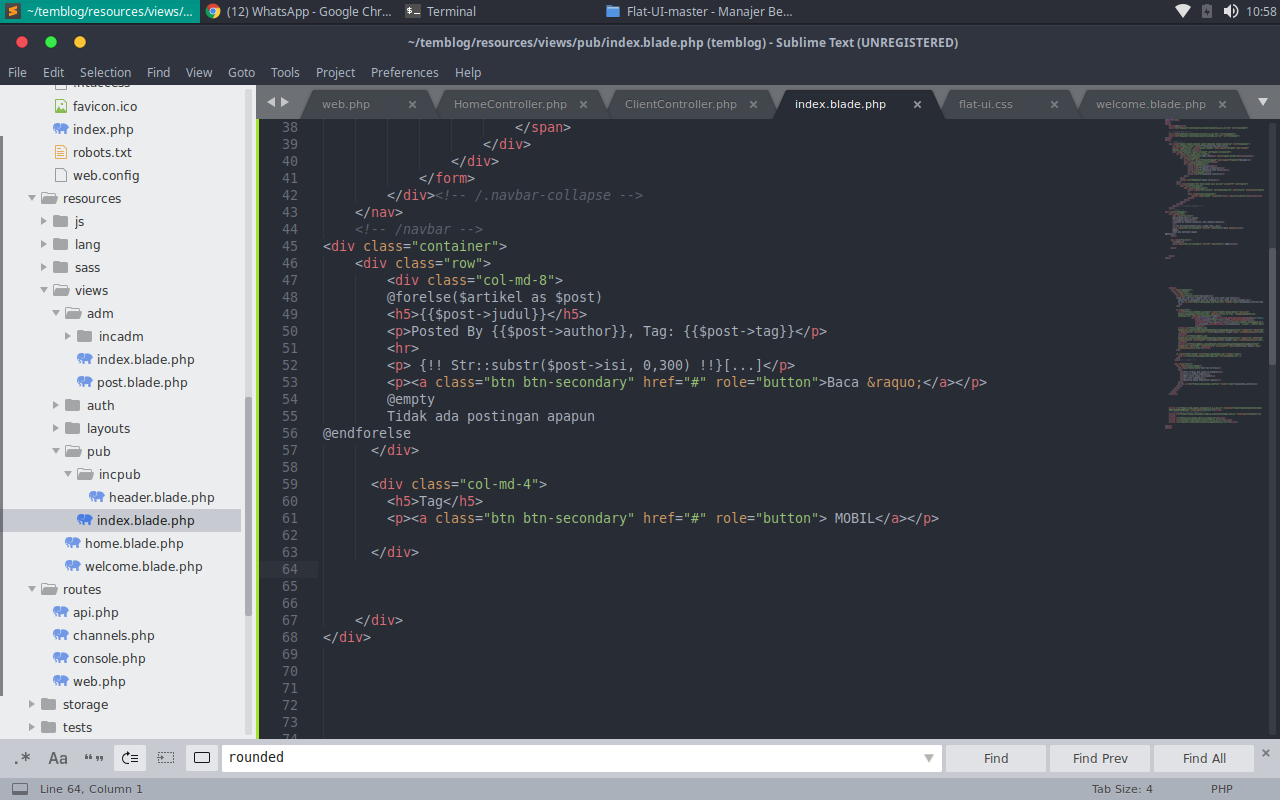 ~/temblog/resources/views/... (12) WhatsApp - Google Chr... Terminal Flat-UI-master - Manajer Be... 10:58
~/temblog/resources/views/pub/index.blade.php (temblog) - Sublime Text (UNREGISTERED)
File Edit Selection Find View Goto Tools Project Preferences Help
web.php HomeController.php ClientController.php index.blade.php flat-ui.css welcome.blade.php
.htaccess
favicon.ico
index.php
robots.txt
web.config
resources
js
lang
sass
views
adm
incadm
index.blade.php
post.blade.php
auth
layouts
pub
incpub
header.blade.php
index.blade.php
home.blade.php
welcome.blade.php
routes
api.php
channels.php
console.php
web.php
storage
tests
38 </span>
39 </div>
40 </div>
41 </form>
42 </div><!-- /.navbar-collapse -->
43 </nav>
44 <!-- /navbar -->
45 <div class="container">
46 <div class="row">
47 <div class="col-md-8">
48 @forelse($artikel as $post)
49 <h5>{{$post->judul}}</h5>
50 <p>Posted By {{$post->author}}, Tag: {{$post->tag}}</p>
51 <hr>
52 <p> {!! Str::substr($post->isi, 0,300) !!}[...]</p>
53 <p><a class="btn btn-secondary" href="#" role="button">Baca &raquo;</a></p>
54 @empty
55 Tidak ada postingan apapun
56 @endforelse
57 </div>
58
59 <div class="col-md-4">
60 <h5>Tag</h5>
61 <p><a class="btn btn-secondary" href="#" role="button"> MOBIL</a></p>
62
63 </div>
64
65
66
67 </div>
68 </div>
69
70
71
72
73
74
.* Aa “” rounded Find Find Prev Find All
Line 64, Column 1 Tab Size: 4 PHP